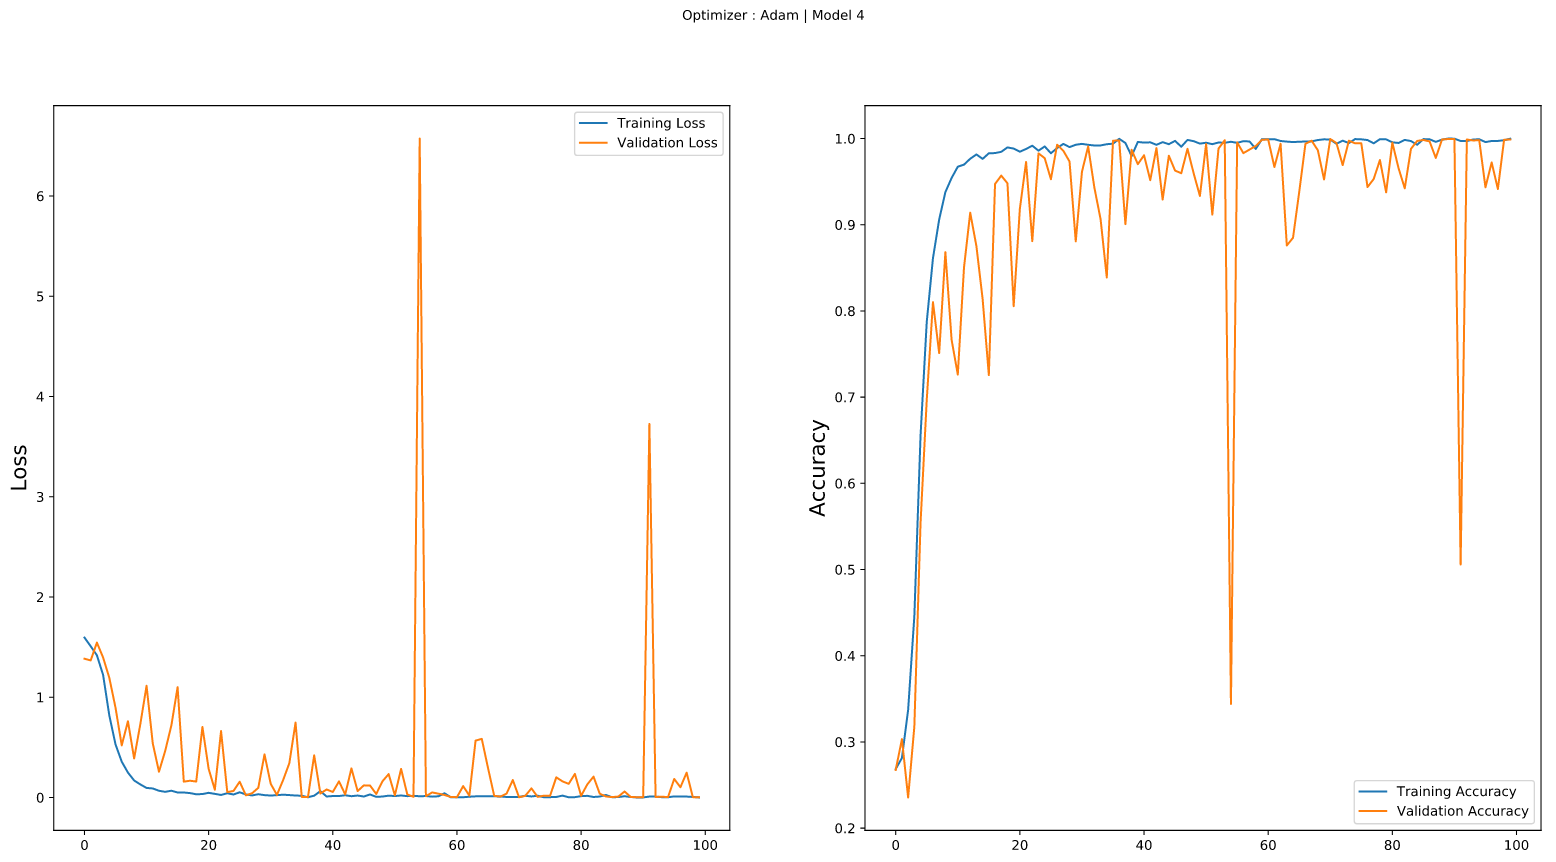 Optimizer : Adam | Model 4
Training Loss
Validation Loss
Loss
6
5
4
3
2
1
0
0 20 40 60 80 100
Accuracy
1.0
0.9
0.8
0.7
0.6
0.5
0.4
0.3
0.2
Training Accuracy
Validation Accuracy
0 20 40 60 80 100